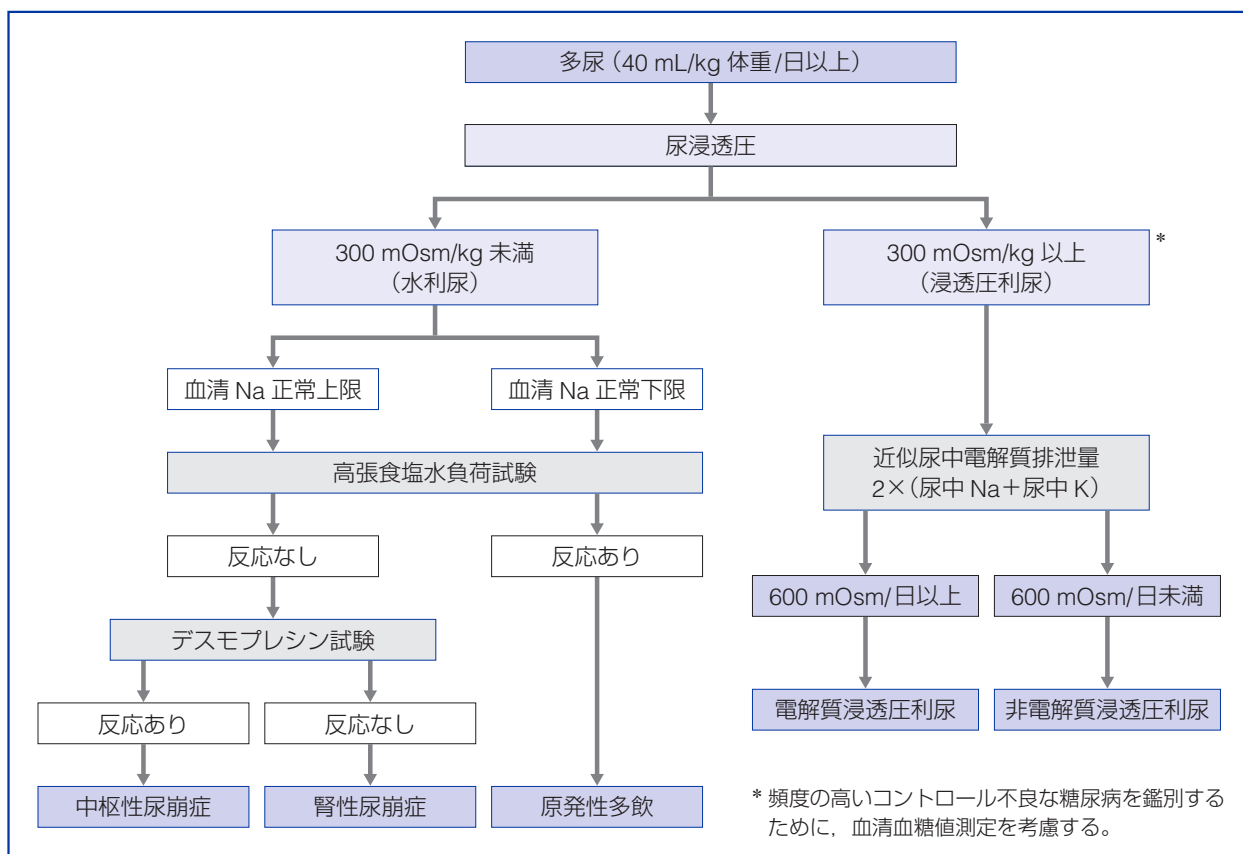 多尿（40 mL/kg 体重/日以上）
尿浸透圧
300 mOsm/kg 未満
（水利尿）
300 mOsm/kg 以上
（浸透圧利尿）
*
血清 Na 正常上限
血清 Na 正常下限
高張食塩水負荷試験
近似尿中電解質排泄量
2×（尿中 Na＋尿中 K）
反応なし
反応あり
600 mOsm/日以上
600 mOsm/日未満
デスモプレシン試験
電解質浸透圧利尿
非電解質浸透圧利尿
反応あり
反応なし
中枢性尿崩症
腎性尿崩症
原発性多飲
* 頻度の高いコントロール不良な糖尿病を鑑別する
ために，血清血糖値測定を考慮する。